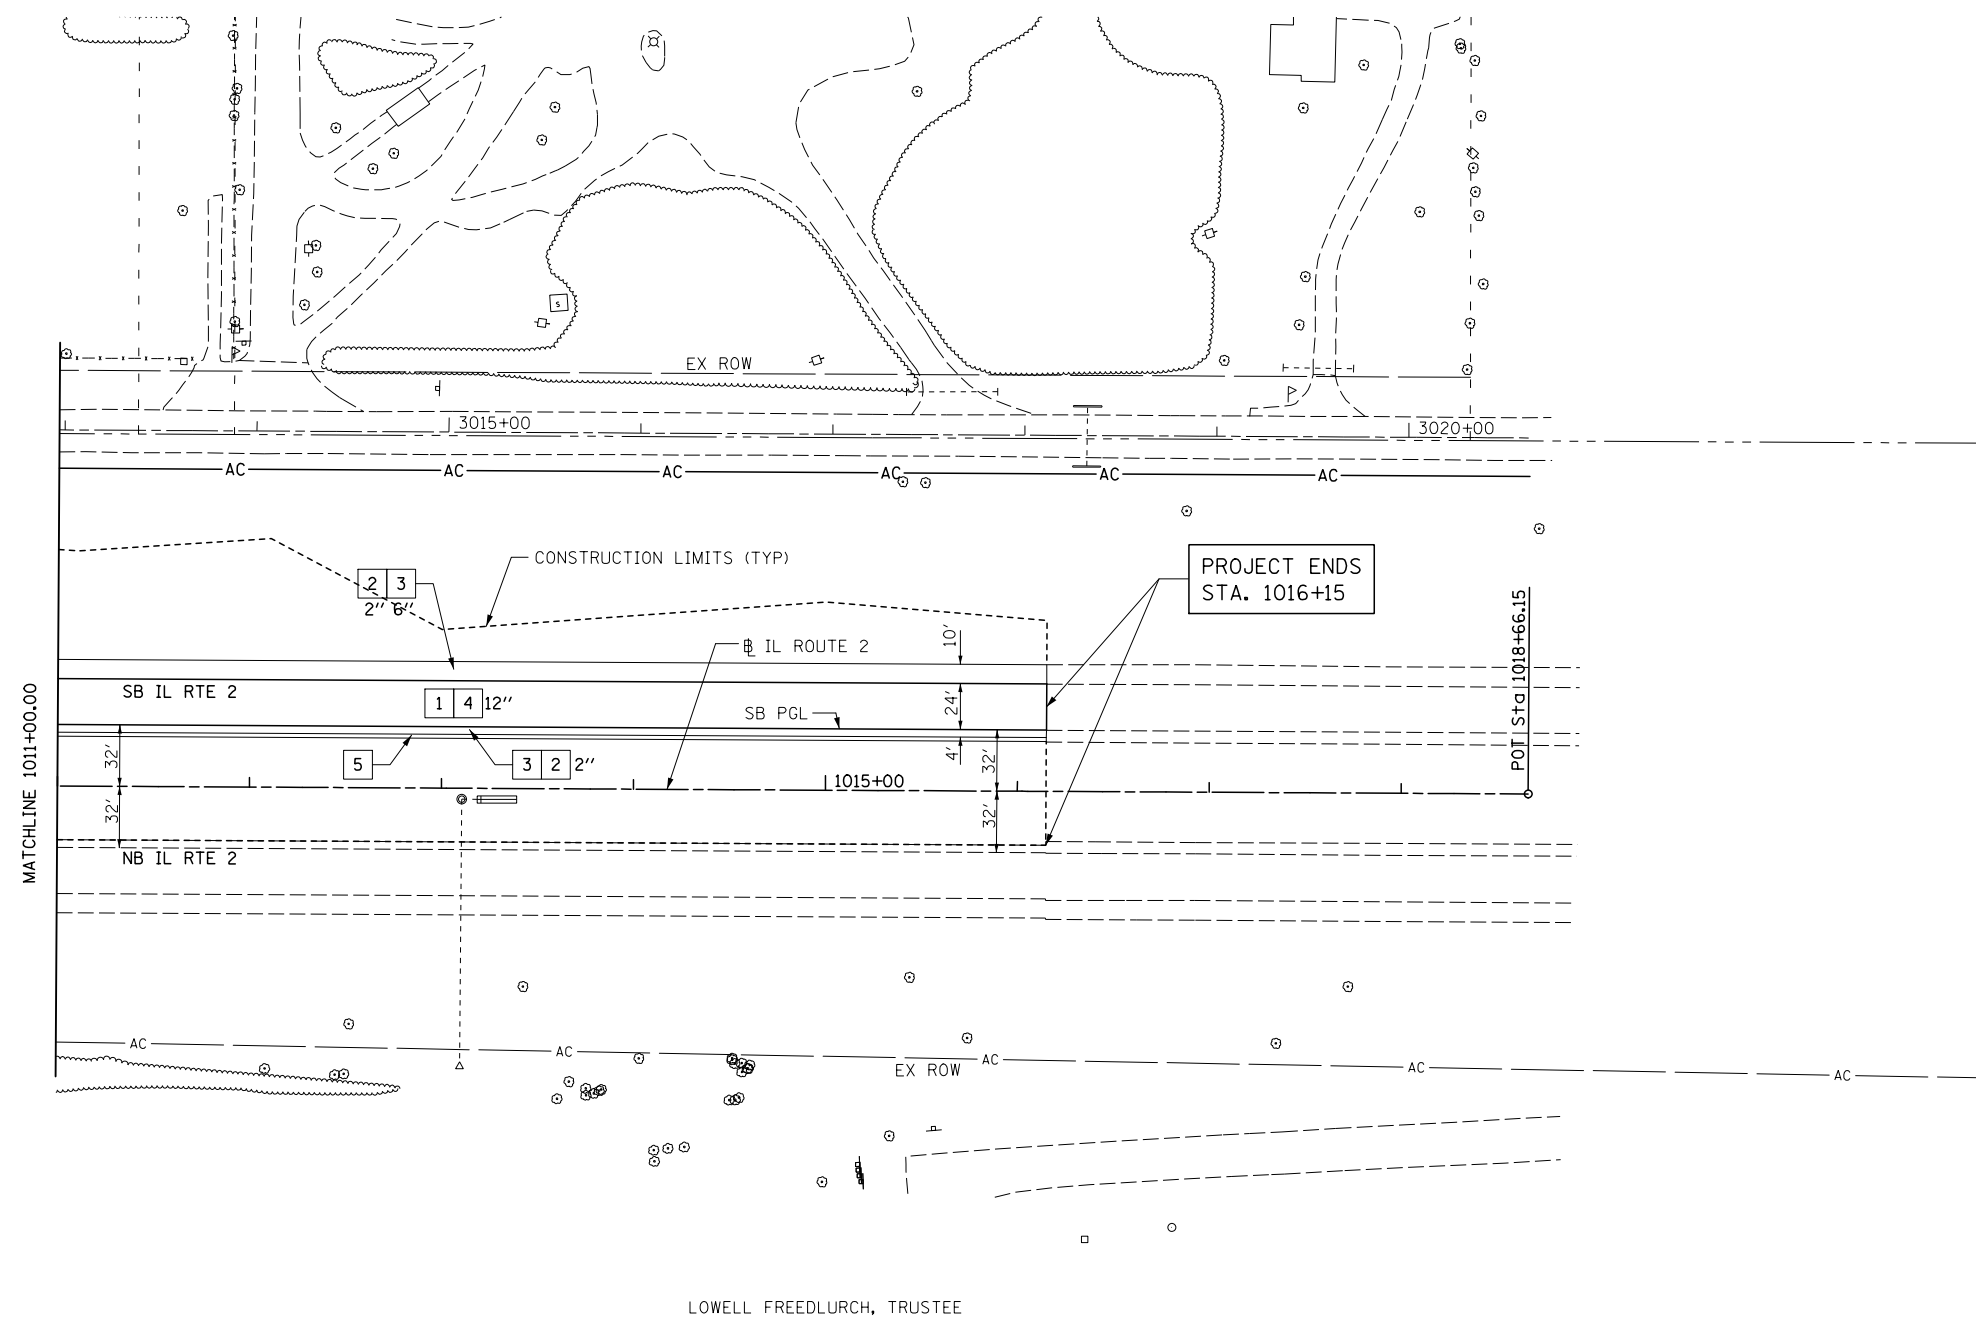 S
EX ROW
3015+00
3020+00
AC AC AC AC AC AC
CONSTRUCTION LIMITS (TYP)
PROJECT ENDS
STA. 1016+15
2 3
2" 6"
10'
IL ROUTE 2
POT Sta 1018+66.15
SB IL RTE 2
1 4 12"
24'
SB PGL
MATCHLINE 1011+00.00
32'
5
3 2 2"
4'
32'
1015+00
32'
32'
NB IL RTE 2
AC AC AC AC AC
EX ROW
LOWELL FREEDLURCH, TRUSTEE